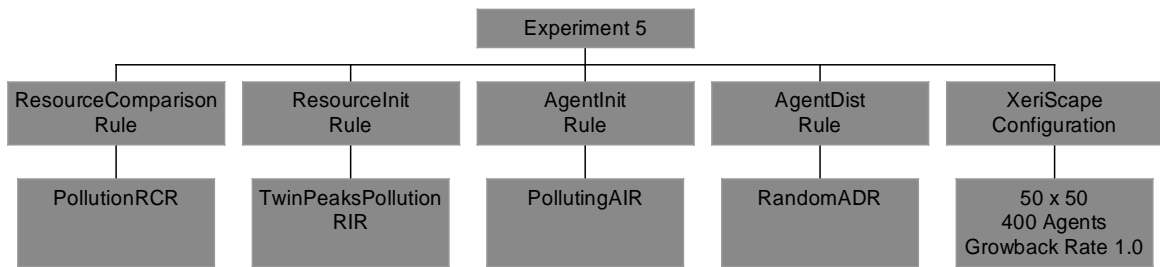 Experiment 5
ResourceComparison
Rule
ResourceInit
Rule
AgentInit
Rule
AgentDist
Rule
XeriScape
Configuration
PollutionRCR
TwinPeaksPollution
RIR
PollutingAIR
RandomADR
50 x 50
400 Agents
Growback Rate 1.0